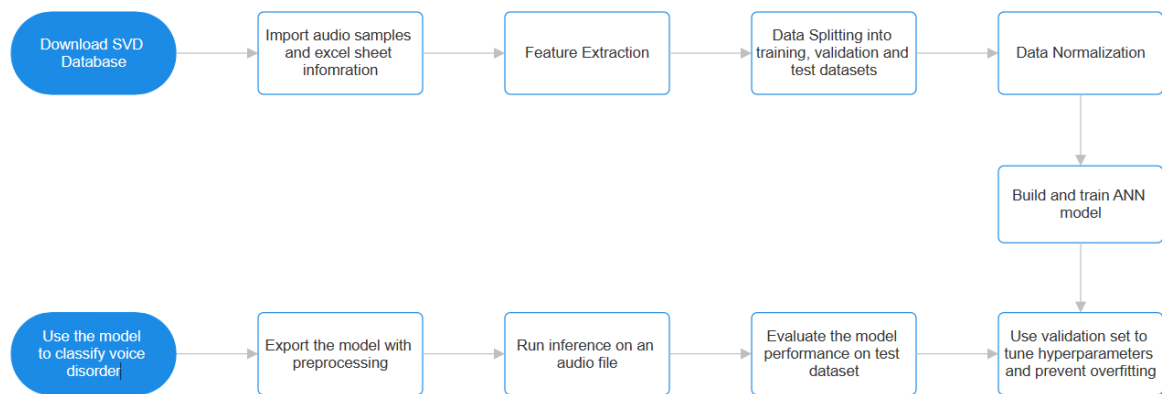 Download SVD
Database
Import audio samples
and excel sheet
infomration
Feature Extraction
Data Splitting into
training, validation and
test datasets
Data Normalization
Build and train ANN
model
Use the model
to classify voice
disorder
Export the model with
preprocessing
Run inference on an
audio file
Evaluate the model
performance on test
dataset
Use validation set to
tune hyperparameters
and prevent overfitting